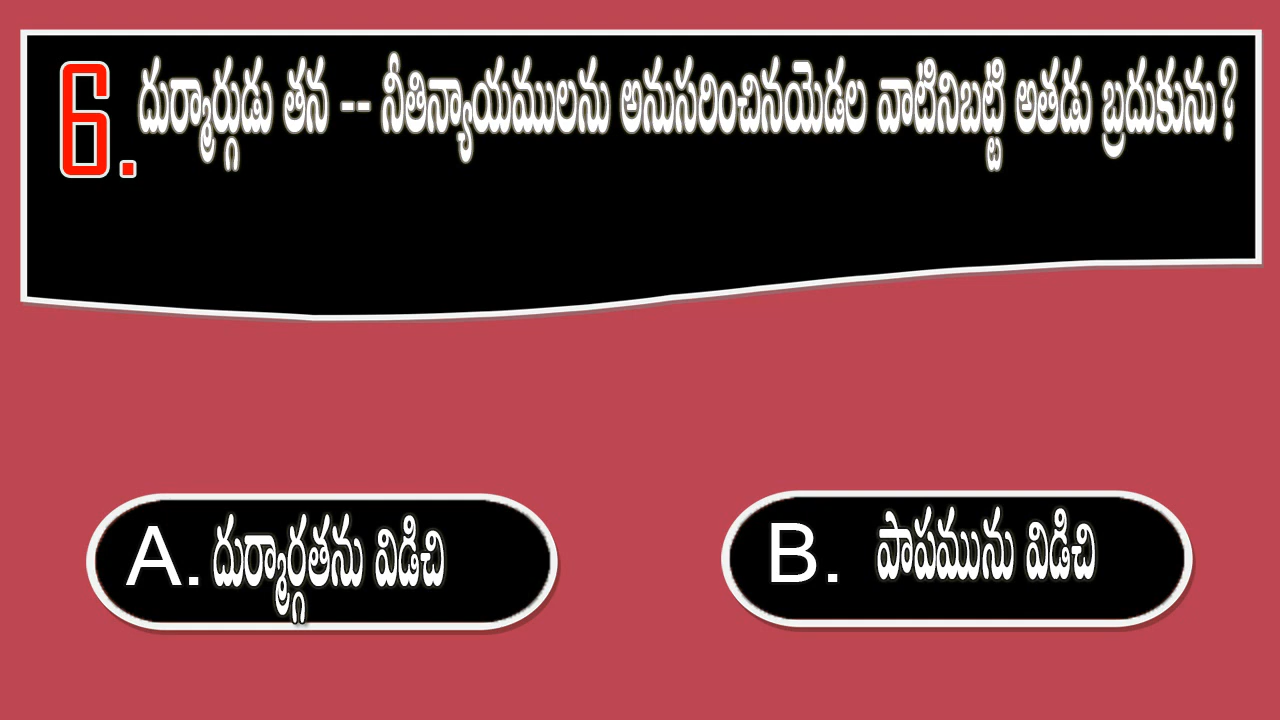 6. దుర్మార్గుడు తన -- నీతిన్యాయములను అనుసరించినయెడల వాటినిబట్టి అతడు బ్రదుకును?
A. దుర్మార్గతను విడిచి
B. పాపమును విడిచి